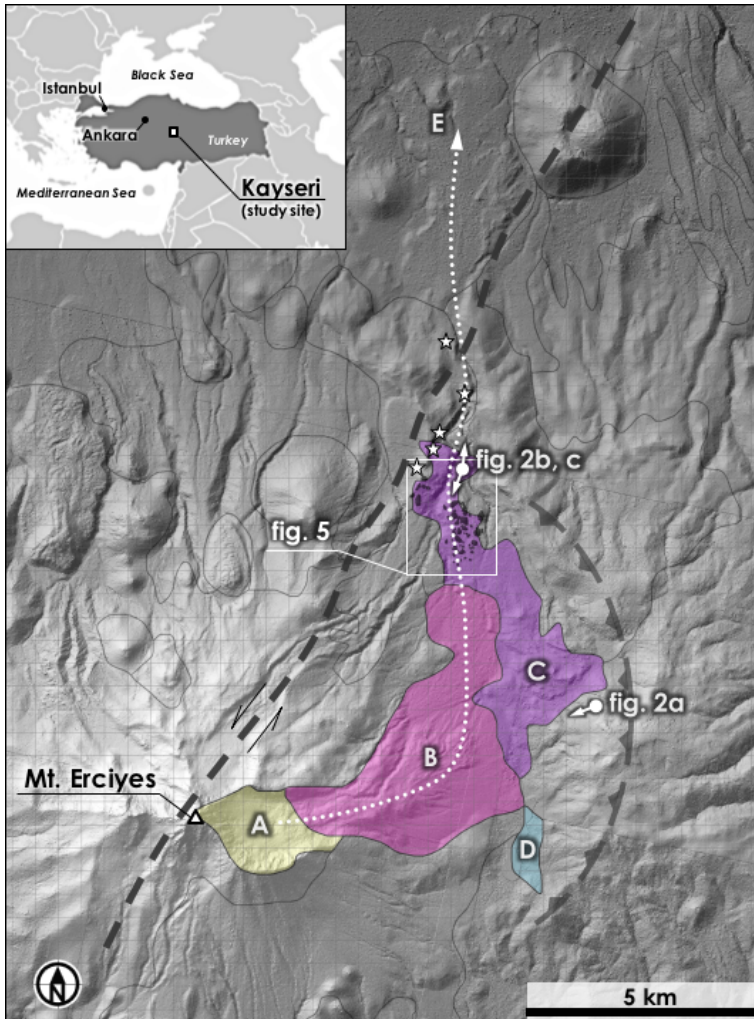 Black Sea
Istanbul
Ankara
Turkey
Mediterranean Sea
Kayseri
(study site)
E
fig. 2b, c
fig. 5
C
fig. 2a
B
Mt. Erciyes
A
D
N
5 km